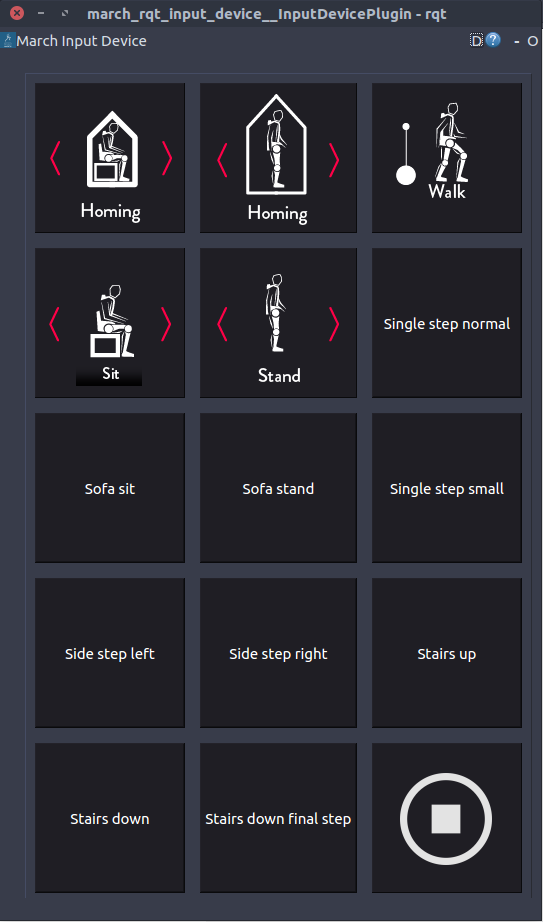 march_rqt_input_device__InputDevicePlugin - rqt
March Input Device
D? - O
Homing
Homing
Walk
Sit
Stand
Single step normal
Sofa sit
Sofa stand
Single step small
Side step left
Side step right
Stairs up
Stairs down
Stairs down final step